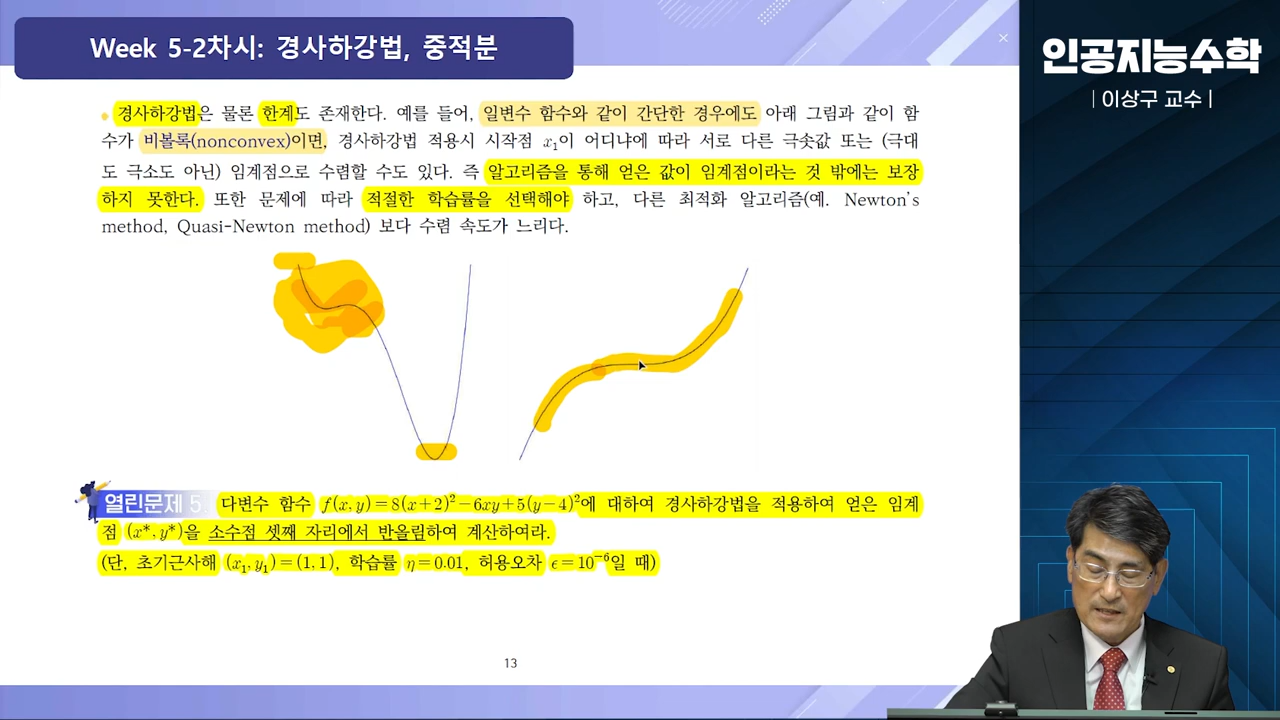 Week 5-2차시: 경사하강법, 중적분
인공지능수학
| 이상구 교수 |
• 경사하강법은 물론 한계도 존재한다. 예를 들어, 일변수 함수와 같이 간단한 경우에도 아래 그림과 같이 함
수가 비볼록(nonconvex)이면, 경사하강법 적용시 시작점 x₁이 어디냐에 따라 서로 다른 극솟값 또는 (극대
도 극소도 아닌) 임계점으로 수렴할 수도 있다. 즉 알고리즘을 통해 얻은 값이 임계점이라는 것 밖에는 보장
하지 못한다. 또한 문제에 따라 적절한 학습률을 선택해야 하고, 다른 최적화 알고리즘(예. Newton's
method, Quasi-Newton method) 보다 수렴 속도가 느리다.
열린문제 5. 다변수 함수 f(x, y) = 8(x+2)² − 6xy + 5(y−4)²에 대하여 경사하강법을 적용하여 얻은 임계
점 (x*, y*)을 소수점 셋째 자리에서 반올림하여 계산하여라.
(단, 초기근사해 (x₁, y₁) = (1, 1), 학습률 η = 0.01, 허용오차 ϵ = 10⁻⁶일 때)
13